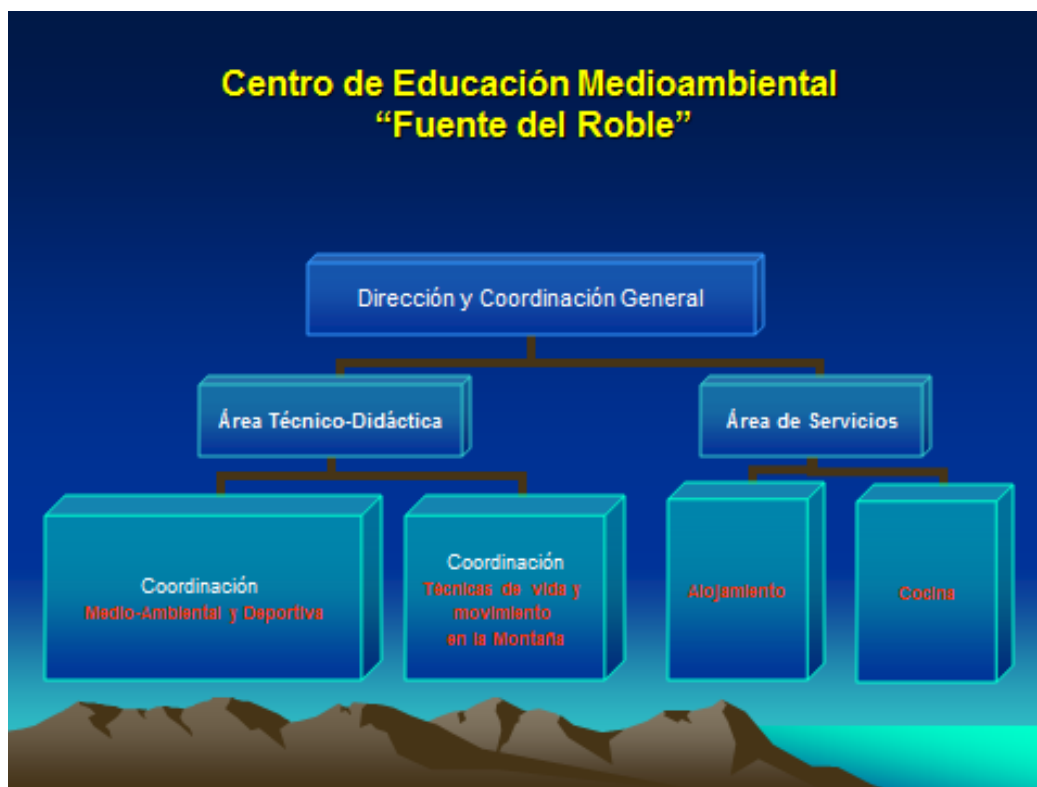 Centro de Educación Medioambiental
“Fuente del Roble”
Dirección y Coordinación General
Área Técnico-Didáctica
Área de Servicios
Coordinación
Medio-Ambiental y Deportiva
Coordinación
Técnicas de vida y
movimiento
en la Montaña
Alojamiento
Cocina